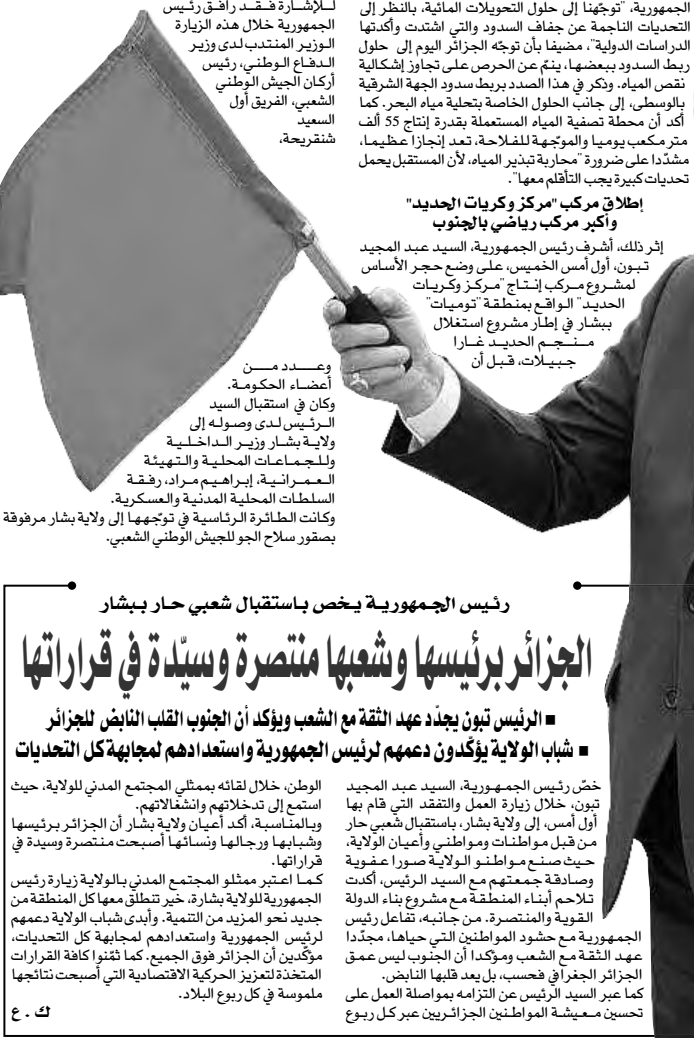 الجمهورية، "توجّهنا إلى حلول التحويلات المائية، بالنظر إلى
التحديات الناجمة عن جفاف السدود والتي اشتدت وأكدتها
الدراسات الدولية"، مضيفا بأن توجّه الجزائر اليوم إلى حلول
ربط السدود ببعضها، ينمّ عن الحرص على تجاوز إشكالية
نقص المياه. وذكر في هذا الصدد بربط سدود الجهة الشرقية
بالوسطى، إلى جانب الحلول الخاصة بتحلية مياه البحر. كما
أكد أن محطة تصفية المياه المستعملة بقدرة إنتاج 55 ألف
متر مكعب يوميا والموجّهة للفلاحة، تعد إنجازا عظيما،
مشدّدا على ضرورة "محاربة تبذير المياه، لأن المستقبل يحمل
تحديات كبيرة يجب التأقلم معها".
إطلاق مركب "مركز وكريات الحديد"
وأكبر مركب رياضي بالجنوب
إثر ذلك، أشرف رئيس الجمهورية، السيد عبد المجيد
تبون، أول أمس الخميس، على وضع حجر الأساس
لمشروع مركب إنتاج "مركز وكريات
الحديد" الواقع بمنطقة "توميات"
ببشار في إطار مشروع استغلال
منجم الحديد غارا
جبيلات، قبل أن
للإشارة فقد رافق رئيس
الجمهورية خلال هذه الزيارة
الوزير المنتدب لدى وزير
الدفاع الوطني، رئيس
أركان الجيش الوطني
الشعبي، الفريق أول
السعيد
شنقريحة،
وعدد من
أعضاء الحكومة.
وكان في استقبال السيد
الرئيس لدى وصوله إلى
ولاية بشار وزير الداخلية
وللجماعات المحلية والتهيئة
العمرانية، إبراهيم مراد، رفقة
السلطات المحلية المدنية والعسكرية.
وكانت الطائرة الرئاسية في توجّهها إلى ولاية بشار مرفوقة
بصقور سلاح الجو للجيش الوطني الشعبي.
رئيس الجمهورية يخص باستقبال شعبي حار ببشار
الجزائر برئيسها وشعبها منتصرة وسيّدة في قراراتها
■ الرئيس تبون يجدّد عهد الثقة مع الشعب ويؤكد أن الجنوب القلب النابض للجزائر
■ شباب الولاية يؤكّدون دعمهم لرئيس الجمهورية واستعدادهم لمجابهة كل التحديات
خصّ رئيس الجمهورية، السيد عبد المجيد
تبون، خلال زيارة العمل والتفقد التي قام بها
أول أمس، إلى ولاية بشار، باستقبال شعبي حار
من قبل مواطنات ومواطني وأعيان الولاية،
حيث صنع مواطنو الولاية صورا عفوية
وصادقة جمعتهم مع السيد الرئيس، أكدت
تلاحم أبناء المنطقة مع مشروع بناء الدولة
القوية والمنتصرة. من جانبه، تفاعل رئيس
الجمهورية مع حشود المواطنين التي حياها، مجدّدا
عهد الثقة مع الشعب ومؤكدا أن الجنوب ليس عمق
الجزائر الجغرافي فحسب، بل يعد قلبها النابض.
كما عبر السيد الرئيس عن التزامه بمواصلة العمل على
تحسين معيشة المواطنين الجزائريين عبر كل ربوع
الوطن، خلال لقائه بممثلي المجتمع المدني للولاية، حيث
استمع إلى تدخلاتهم وانشغالاتهم.
وبالمناسبة، أكد أعيان ولاية بشار أن الجزائر برئيسها
وشبابها ورجالها ونسائها أصبحت منتصرة وسيدة في
قراراتها.
كما اعتبر ممثلو المجتمع المدني بالولاية زيارة رئيس
الجمهورية للولاية بشارة، خير تنطلق معها كل المنطقة من
جديد نحو المزيد من التنمية. وأبدى شباب الولاية دعمهم
لرئيس الجمهورية واستعدادهم لمجابهة كل التحديات،
مؤكّدين أن الجزائر فوق الجميع. كما ثمّنوا كافة القرارات
المتخذة لتعزيز الحركية الاقتصادية التي أصبحت نتائجها
ملموسة في كل ربوع البلاد.
ك . ع